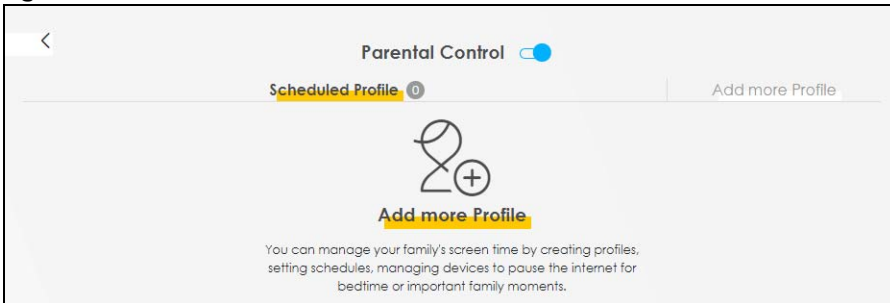 Parental Control
Scheduled Profile 0
Add more Profile
Add more Profile
You can manage your family's screen time by creating profiles,
setting schedules, managing devices to pause the internet for
bedtime or important family moments.